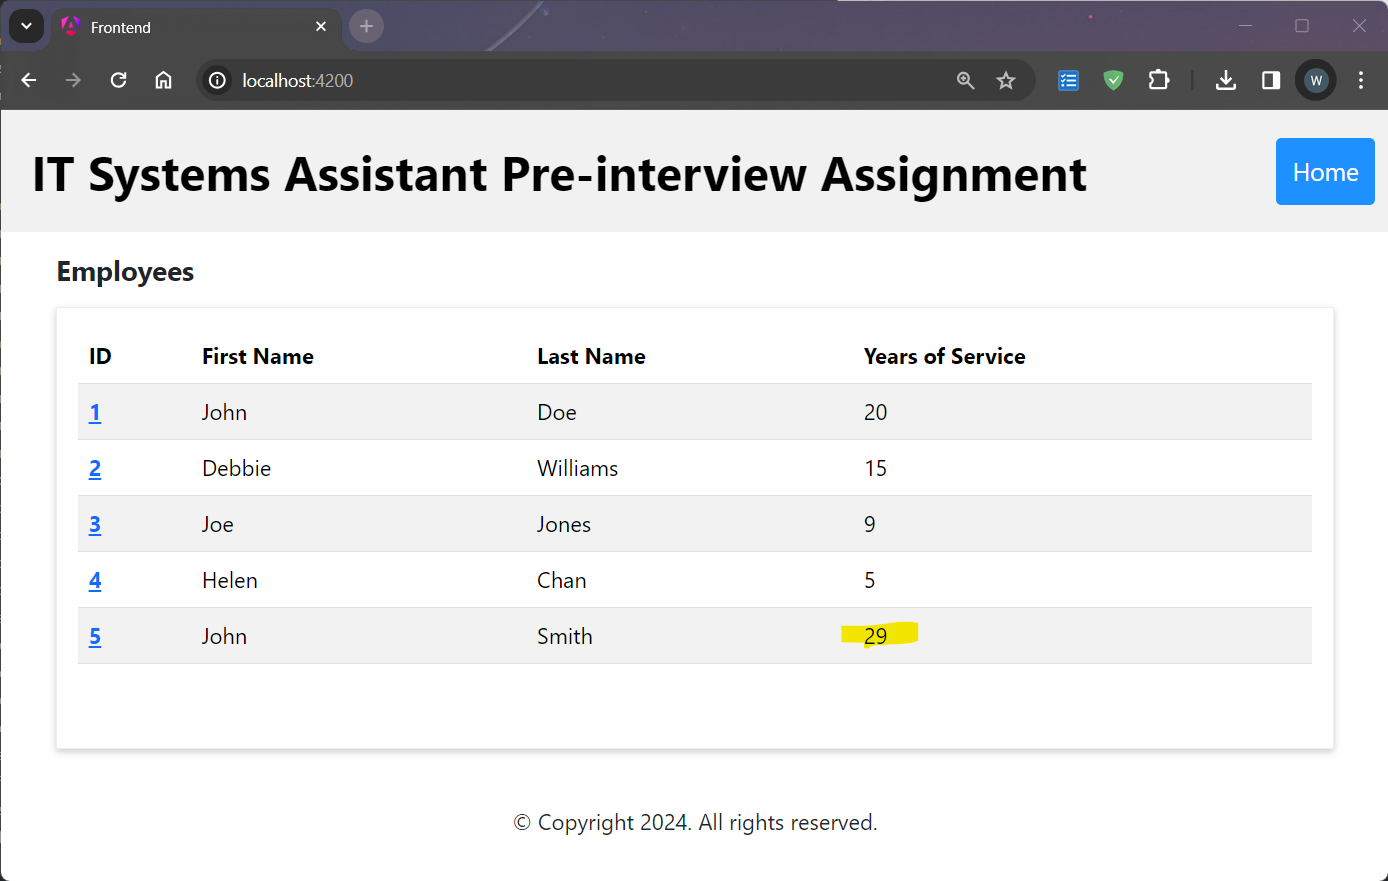 Frontend
localhost:4200
W
IT Systems Assistant Pre-interview Assignment
Home
Employees
ID First Name Last Name Years of Service
1 John Doe 20
2 Debbie Williams 15
3 Joe Jones 9
4 Helen Chan 5
5 John Smith 29
© Copyright 2024. All rights reserved.